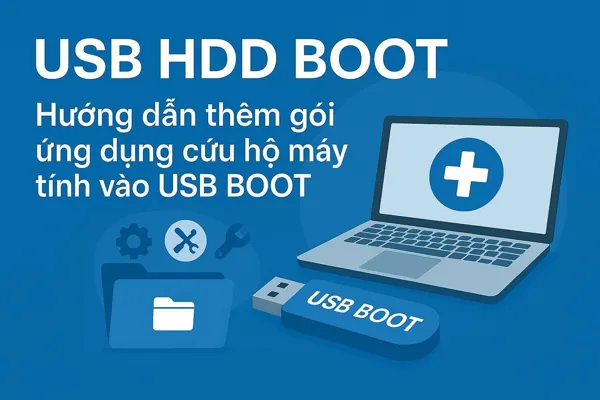 USB HDD BOOT
Hướng dẫn thêm gói
ứng dụng cứu hộ máy
tính vào USB BOOT
USB BOOT